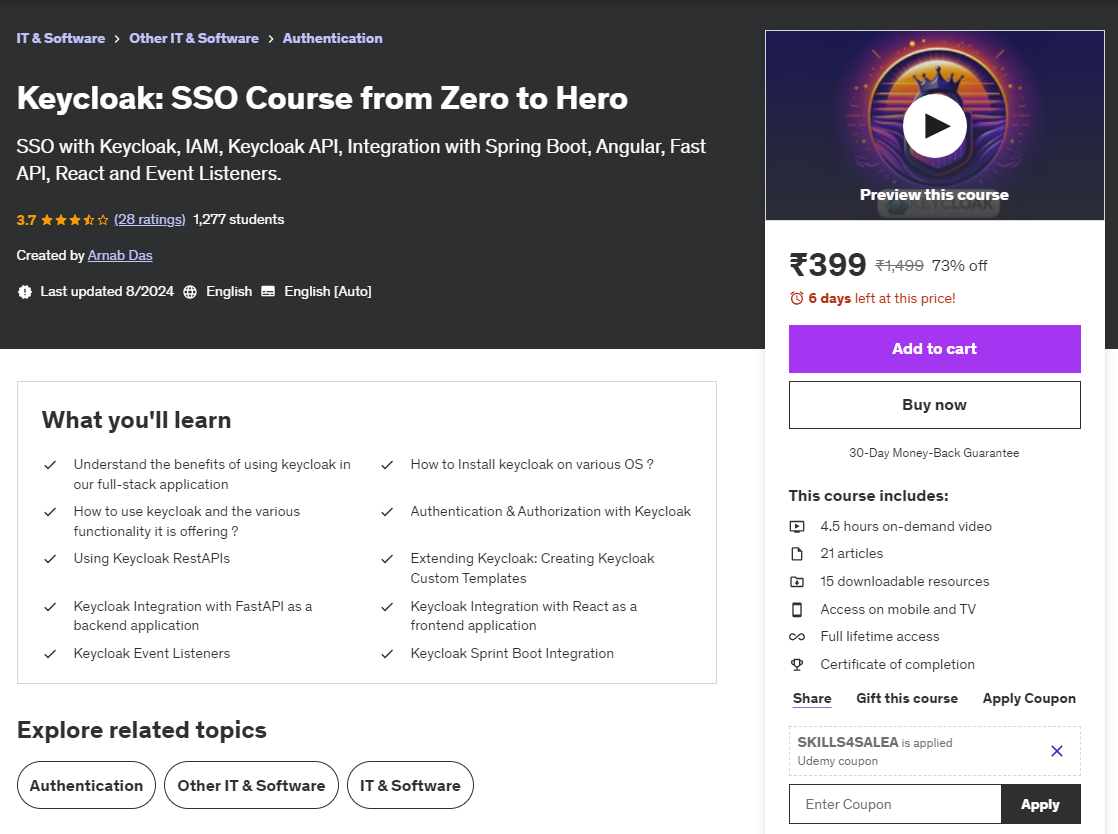 IT & Software > Other IT & Software > Authentication
Keycloak: SSO Course from Zero to Hero
SSO with Keycloak, IAM, Keycloak API, Integration with Spring Boot, Angular, Fast
API, React and Event Listeners.
3.7 (28 ratings) 1,277 students
Created by Arnab Das
Last updated 8/2024 English English [Auto]
Preview this course
KEYCLOAK
₹399 ₹1,499 73% off
6 days left at this price!
Add to cart
Buy now
30-Day Money-Back Guarantee
This course includes:
4.5 hours on-demand video
21 articles
15 downloadable resources
Access on mobile and TV
Full lifetime access
Certificate of completion
Share Gift this course Apply Coupon
SKILLS4SALEA is applied
Udemy coupon
Enter Coupon Apply
What you'll learn
Understand the benefits of using keycloak in
our full-stack application
How to Install keycloak on various OS ?
How to use keycloak and the various
functionality it is offering ?
Authentication & Authorization with Keycloak
Using Keycloak RestAPIs
Extending Keycloak: Creating Keycloak
Custom Templates
Keycloak Integration with FastAPI as a
backend application
Keycloak Integration with React as a
frontend application
Keycloak Event Listeners
Keycloak Sprint Boot Integration
Explore related topics
Authentication
Other IT & Software
IT & Software